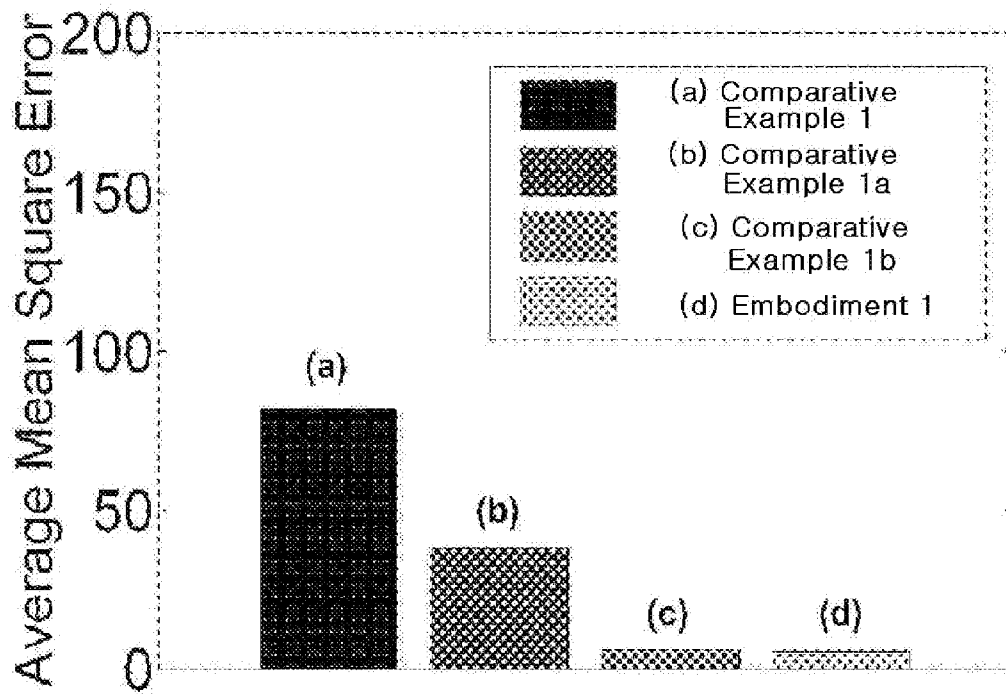 Average Mean Square Error
200
150
100
50
0
(a) Comparative
Example 1
(b) Comparative
Example 1a
(c) Comparative
Example 1b
(d) Embodiment 1
(a)
(b)
(c)
(d)